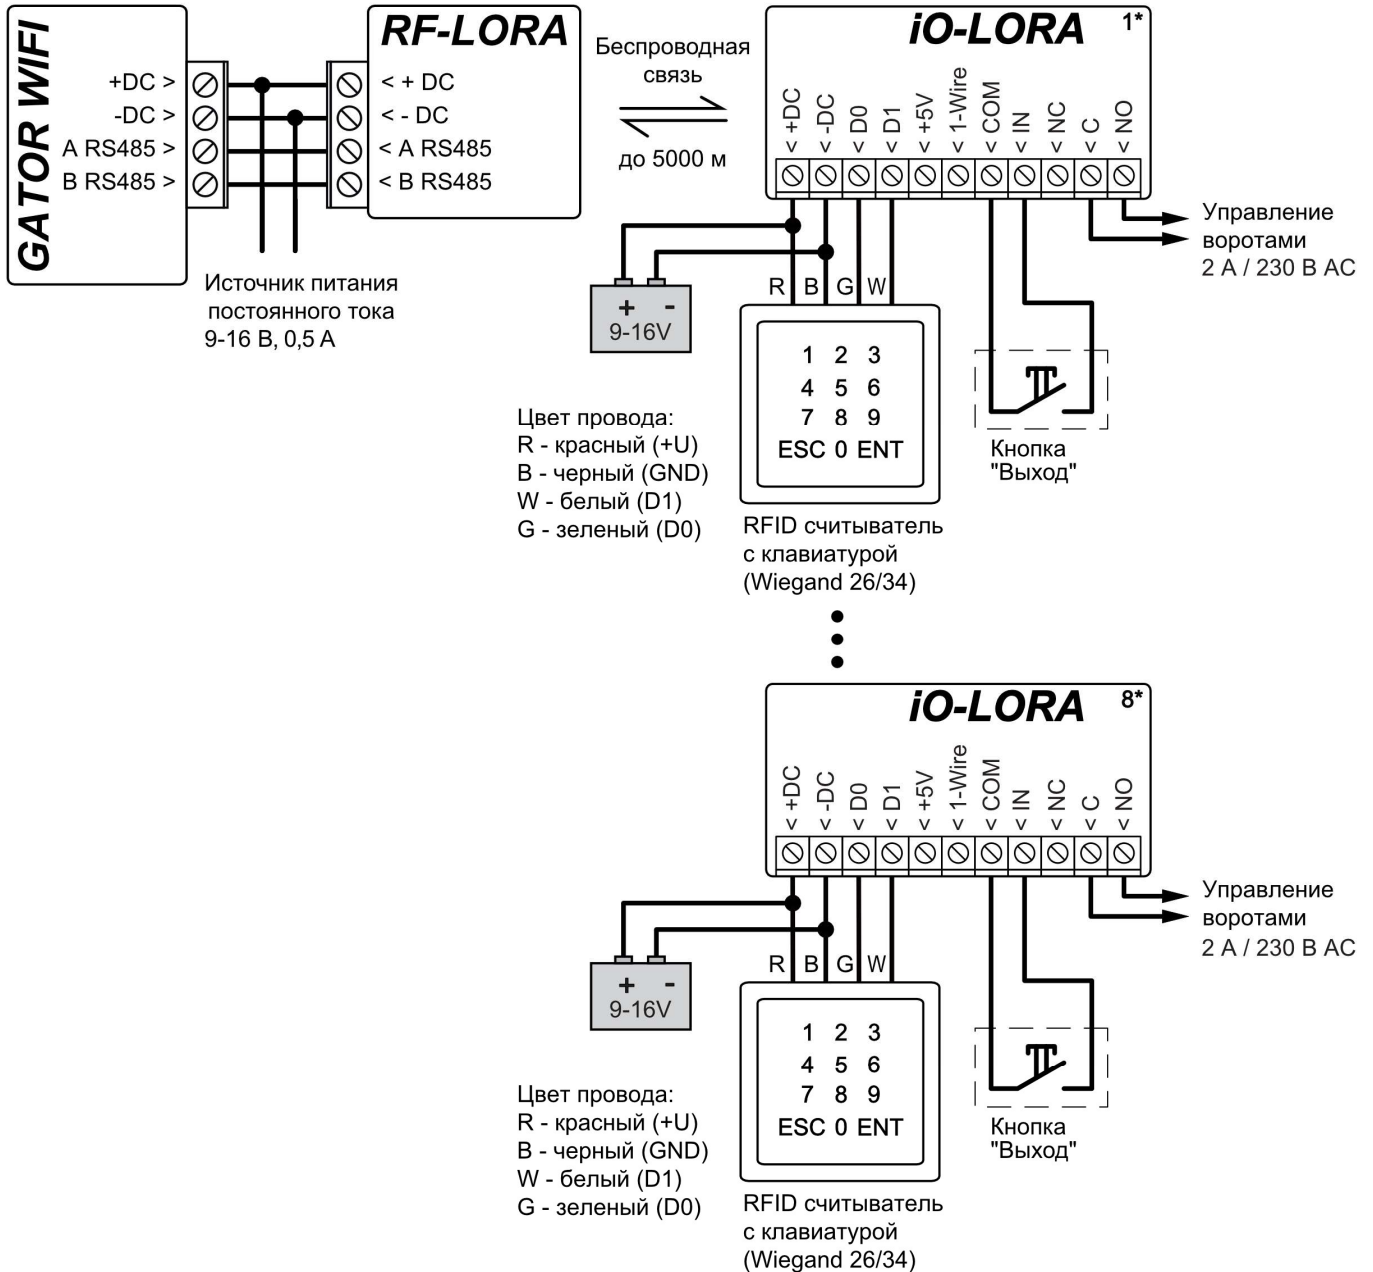 GATOR WIFI
+DC >
-DC >
A RS485 >
B RS485 >
RF-LORA
< + DC
< - DC
< A RS485
< B RS485
Источник питания
постоянного тока
9-16 В, 0,5 А
Беспроводная
связь
до 5000 м
iO-LORA 1*
< +DC
< -DC
< D0
< D1
< +5V
< 1-Wire
< COM
< IN
< NC
< C
< NO
Управление
воротами
2 A / 230 В AC
+ -
9-16V
R B G W
1 2 3
4 5 6
7 8 9
ESC 0 ENT
Кнопка
"Выход"
Цвет провода:
R - красный (+U)
B - черный (GND)
W - белый (D1)
G - зеленый (D0)
RFID считыватель
с клавиатурой
(Wiegand 26/34)
iO-LORA 8*
< +DC
< -DC
< D0
< D1
< +5V
< 1-Wire
< COM
< IN
< NC
< C
< NO
Управление
воротами
2 A / 230 В AC
+ -
9-16V
R B G W
1 2 3
4 5 6
7 8 9
ESC 0 ENT
Кнопка
"Выход"
Цвет провода:
R - красный (+U)
B - черный (GND)
W - белый (D1)
G - зеленый (D0)
RFID считыватель
с клавиатурой
(Wiegand 26/34)